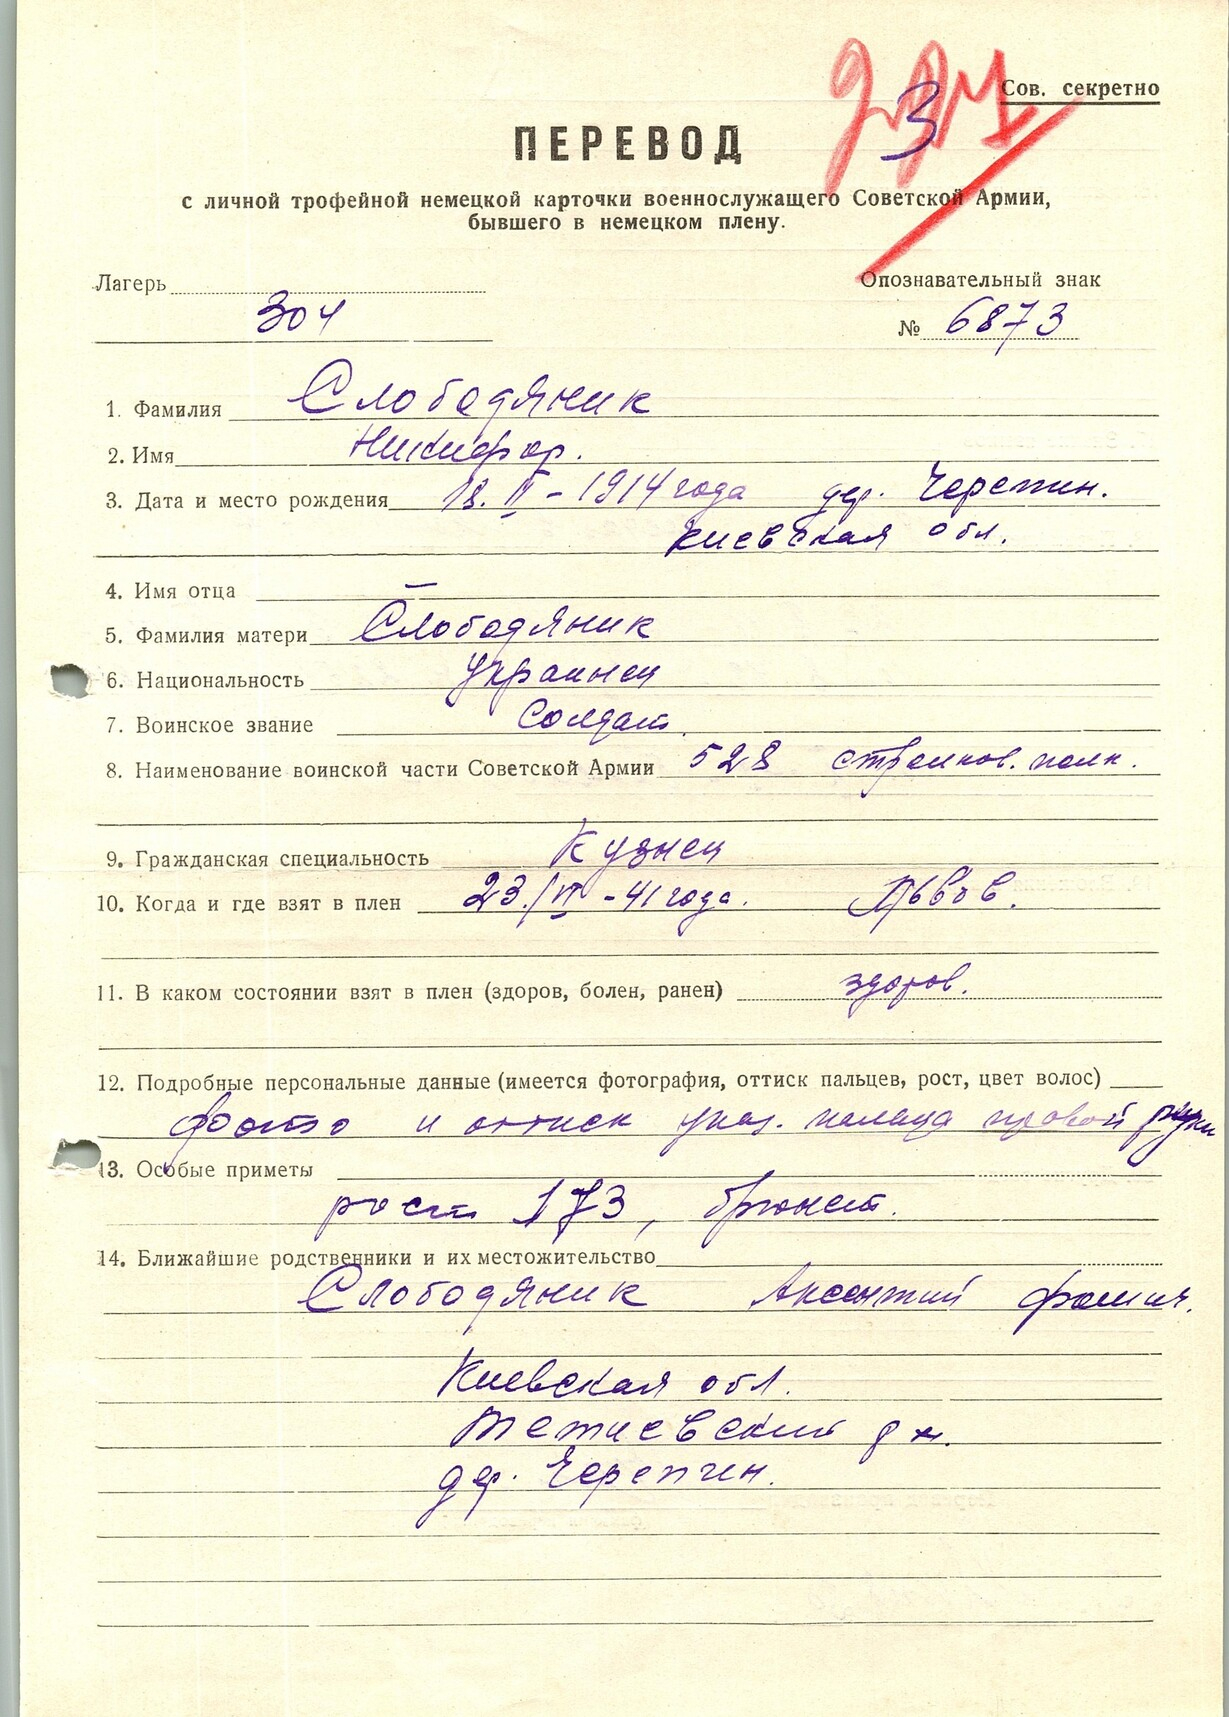 3
Сов. секретно
ПЕРЕВОД
с личной трофейной немецкой карточки военнослужащего Советской Армии,
бывшего в немецком плену.
Лагерь
Опознавательный знак
304
№ 6873
1. Фамилия Слободяник
2. Имя Никифор.
3. Дата и место рождения 18. II - 1914 года дер. Черепин.
Киевская обл.
4. Имя отца —
5. Фамилия матери Слободяник
6. Национальность украинец
7. Воинское звание солдат.
8. Наименование воинской части Советской Армии 528 стрелков. полк.
9. Гражданская специальность Кузнец
10. Когда и где взят в плен 23./VI - 41 года. Львов.
11. В каком состоянии взят в плен (здоров, болен, ранен) здоров.
12. Подробные персональные данные (имеется фотография, оттиск пальцев, рост, цвет волос)
фото и оттиск указ. пальца правой руки
13. Особые приметы
рост 173, брюнет.
14. Ближайшие родственники и их местожительство
Слободяник Аксентий Фомич.
Киевская обл.
Тетиевский
дер. Черепин.